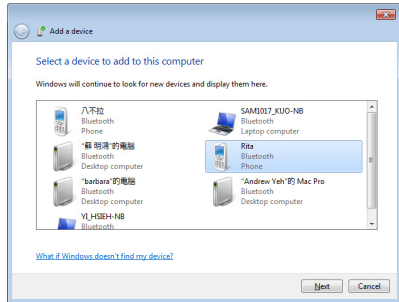 Add a device
Select a device to add to this computer
Windows will continue to look for new devices and display them here.
八不拉
Bluetooth
Phone
SAM1017_KUO-NB
Bluetooth
Laptop computer
"蘇 明鴻"的電腦
Bluetooth
Desktop computer
Rita
Bluetooth
Phone
"barbara"的電腦
Bluetooth
Desktop computer
"Andrew Yeh"的 Mac Pro
Bluetooth
Desktop computer
YI_HSIEH-NB
Bluetooth
What if Windows doesn't find my device?
Next
Cancel